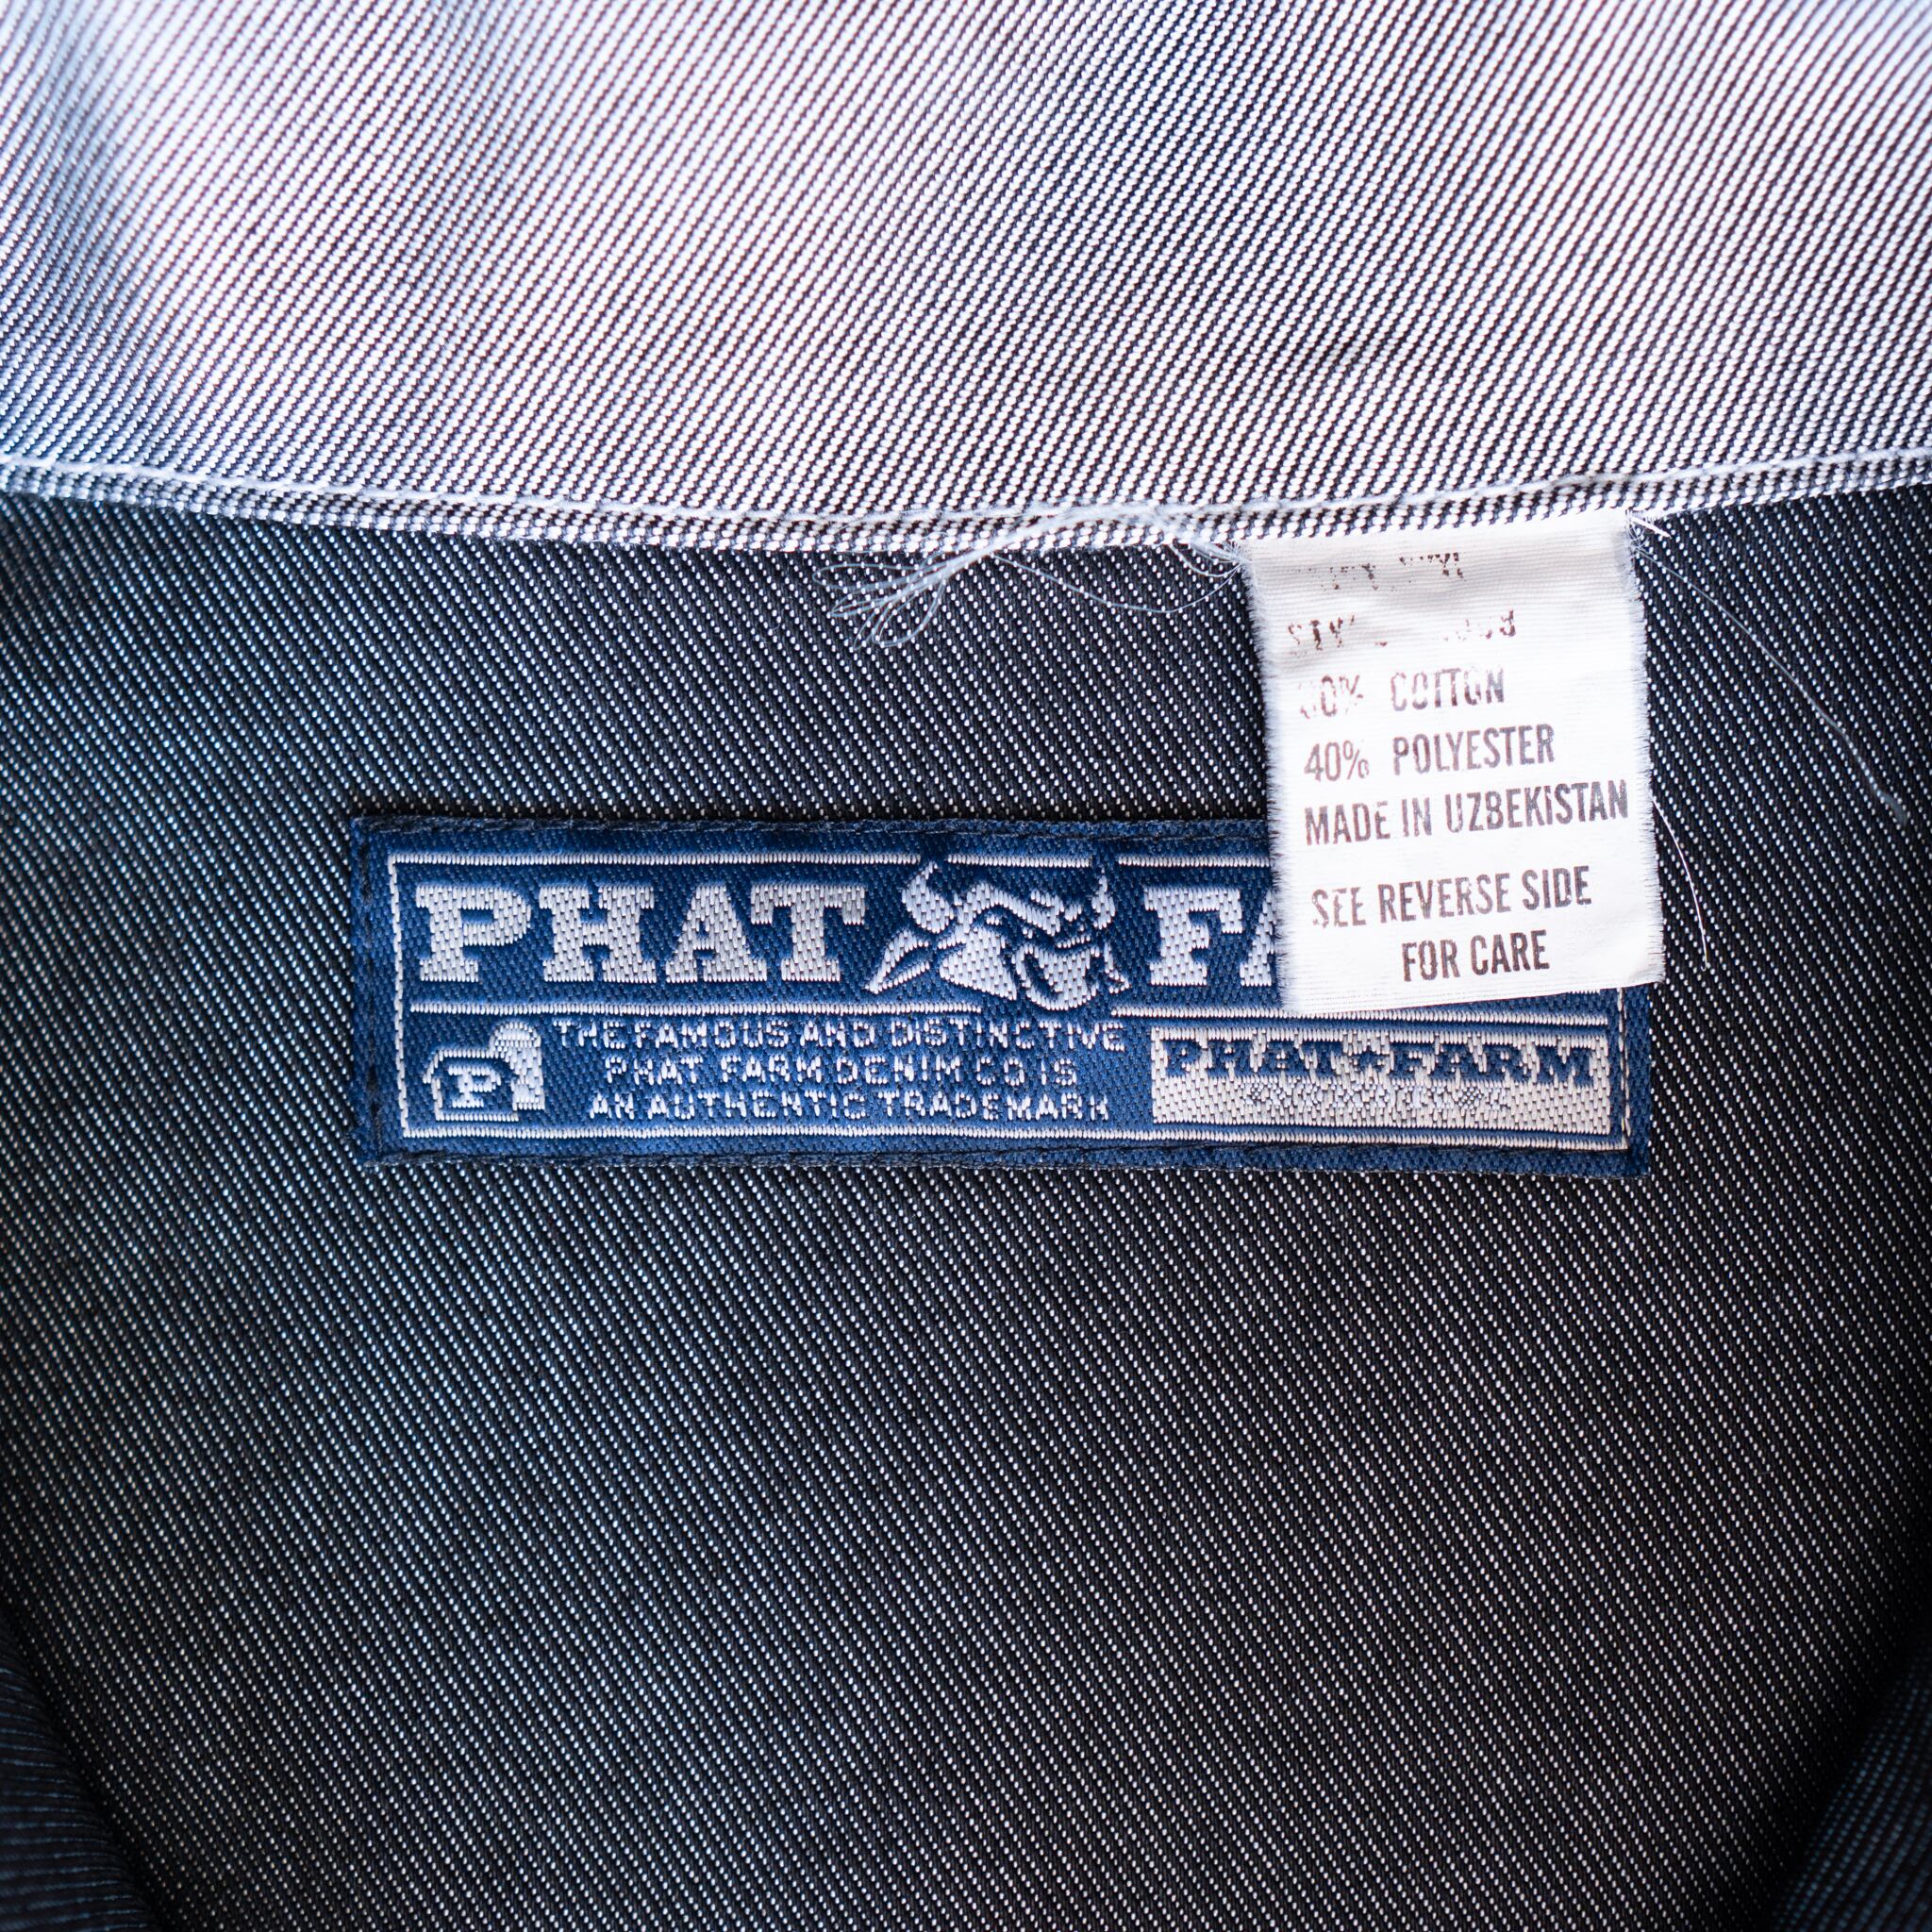 COTTON
40% POLYESTER
MADE IN UZBEKISTAN
SEE REVERSE SIDE
FOR CARE
PHAT FA
P
THE FAMOUS AND DISTINCTIVE
PHAT FARM DENIM CO IS
AN AUTHENTIC TRADEMARK
PHAT★FARM